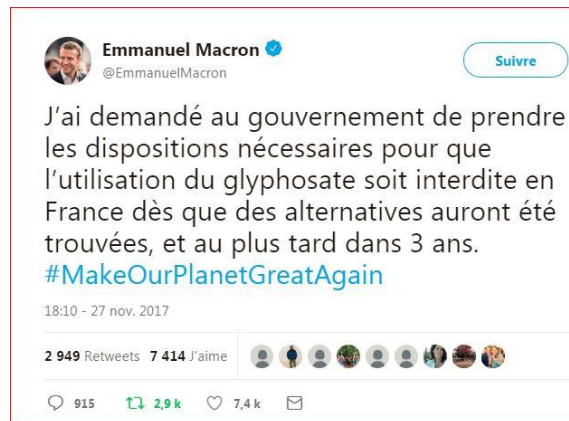 Emmanuel Macron
@EmmanuelMacron
Suivre
J’ai demandé au gouvernement de prendre
les dispositions nécessaires pour que
l’utilisation du glyphosate soit interdite en
France dès que des alternatives auront été
trouvées, et au plus tard dans 3 ans.
#MakeOurPlanetGreatAgain
18:10 - 27 nov. 2017
2 949 Retweets 7 414 J’aime
915 2,9 k 7,4 k